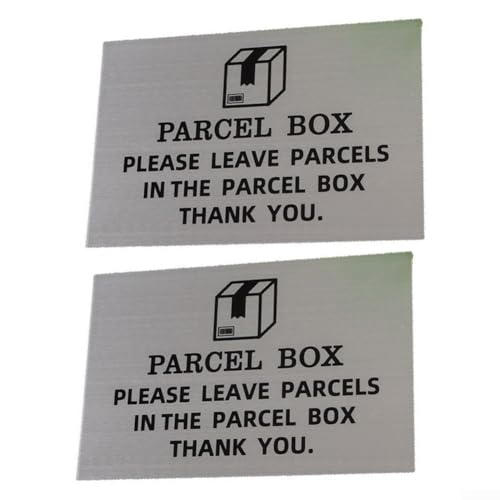 PARCEL BOX
PLEASE LEAVE PARCELS
IN THE PARCEL BOX
THANK YOU.
PARCEL BOX
PLEASE LEAVE PARCELS
IN THE PARCEL BOX
THANK YOU.